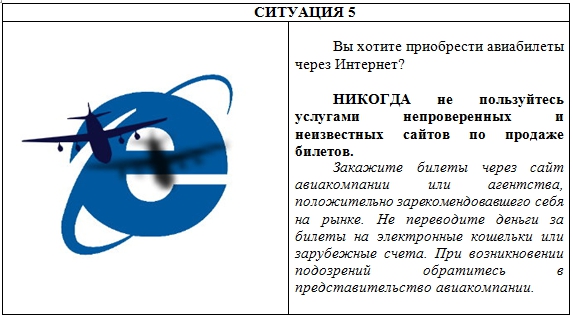 СИТУАЦИЯ 5
Вы хотите приобрести авиабилеты
через Интернет?
НИКОГДА не пользуйтесь
услугами непроверенных и
неизвестных сайтов по продаже
билетов.
Закажите билеты через сайт
авиакомпании или агентства,
положительно зарекомендовавшего себя
на рынке. Не переводите деньги за
билеты на электронные кошельки или
зарубежные счета. При возникновении
подозрений обратитесь в
представительство авиакомпании.